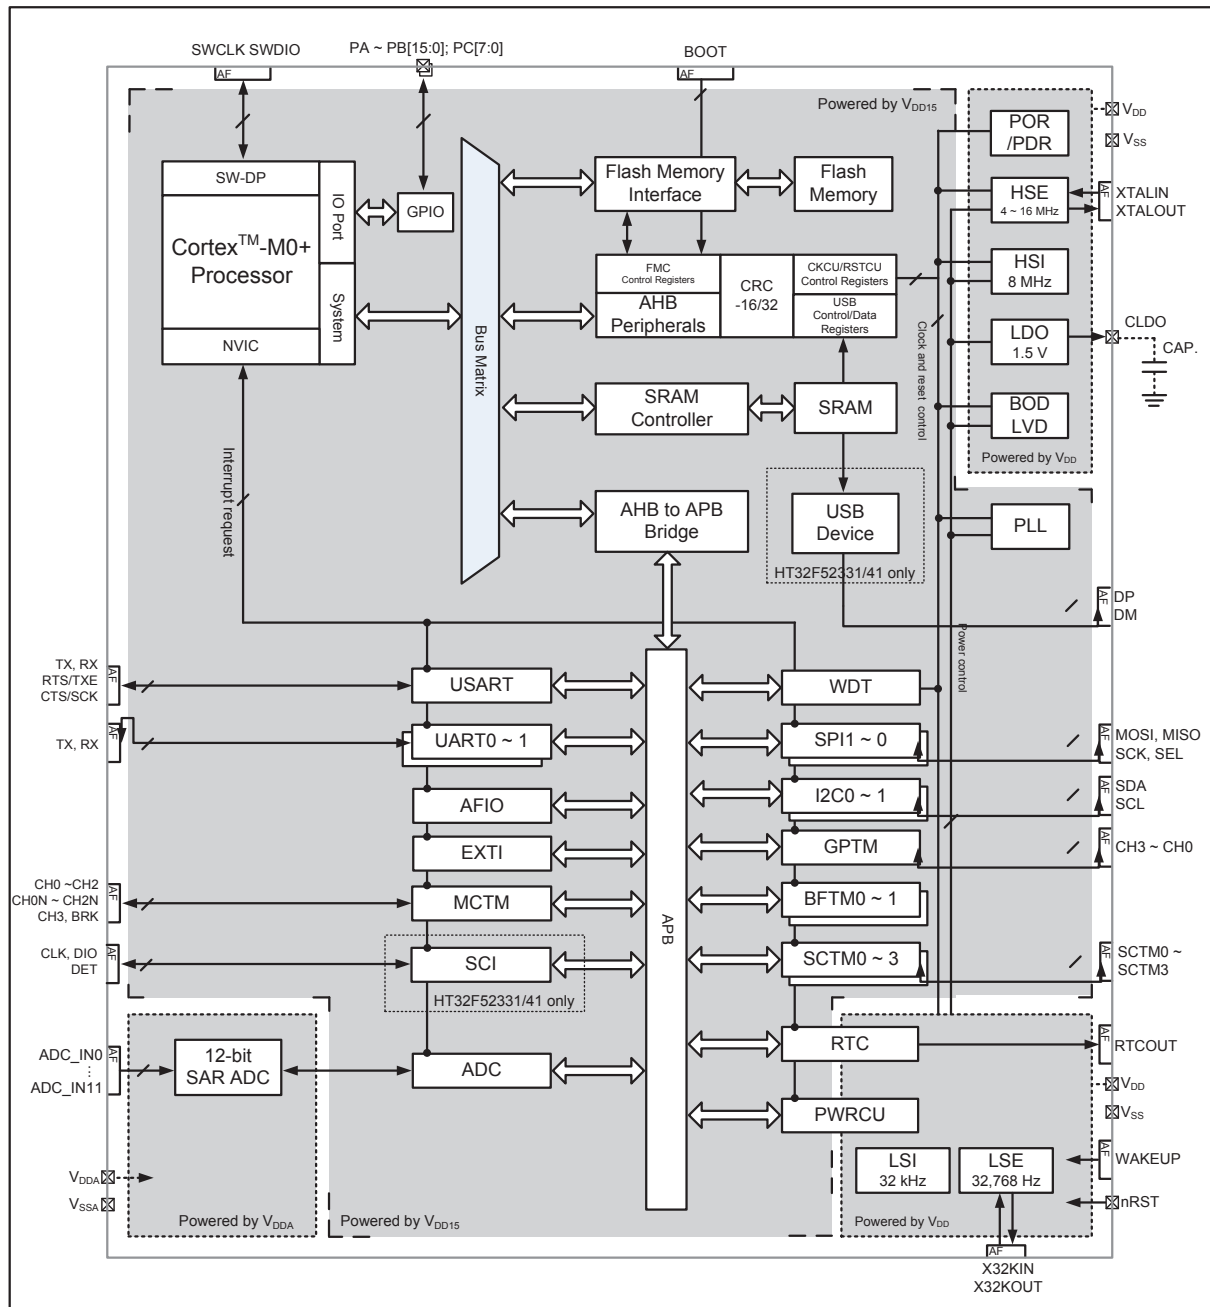 SWCLK SWDIO
PA ~ PB[15:0]; PC[7:0]
BOOT
AF
AF
Powered by VDD15
VDD
VSS
POR
/PDR
SW-DP
IO Port
GPIO
Flash Memory
Interface
Flash
Memory
HSE
4 ~ 16 MHz
AF
XTALIN
XTALOUT
Cortex™-M0+
Processor
System
NVIC
Bus Matrix
FMC
Control Registers
AHB
Peripherals
CRC
-16/32
CKCU/RSTCU
Control Registers
USB
Control/Data
Registers
HSI
8 MHz
Clock and reset control
LDO
1.5 V
CLDO
CAP.
SRAM
Controller
SRAM
BOD
LVD
Powered by VDD
Interrupt request
AHB to APB
Bridge
USB
Device
HT32F52331/41 only
PLL
AF
DP
DM
Power control
TX, RX
RTS/TXE
CTS/SCK
AF
USART
WDT
TX, RX
AF
UART0 ~ 1
SPI1 ~ 0
AF
MOSI, MISO
SCK, SEL
AFIO
I2C0 ~ 1
AF
SDA
SCL
EXTI
GPTM
AF
CH3 ~ CH0
CH0 ~CH2
CH0N ~ CH2N
CH3, BRK
AF
MCTM
APB
BFTM0 ~ 1
CLK, DIO
DET
AF
SCI
HT32F52331/41 only
SCTM0 ~ 3
AF
SCTM0 ~
SCTM3
ADC_IN0
⋮
ADC_IN11
AF
12-bit
SAR ADC
ADC
RTC
AF
RTCOUT
VDD
VSS
PWRCU
LSI
32 kHz
LSE
32,768 Hz
AF
WAKEUP
nRST
VDDA
VSSA
Powered by VDDA
Powered by VDD15
Powered by VDD
AF
X32KIN
X32KOUT